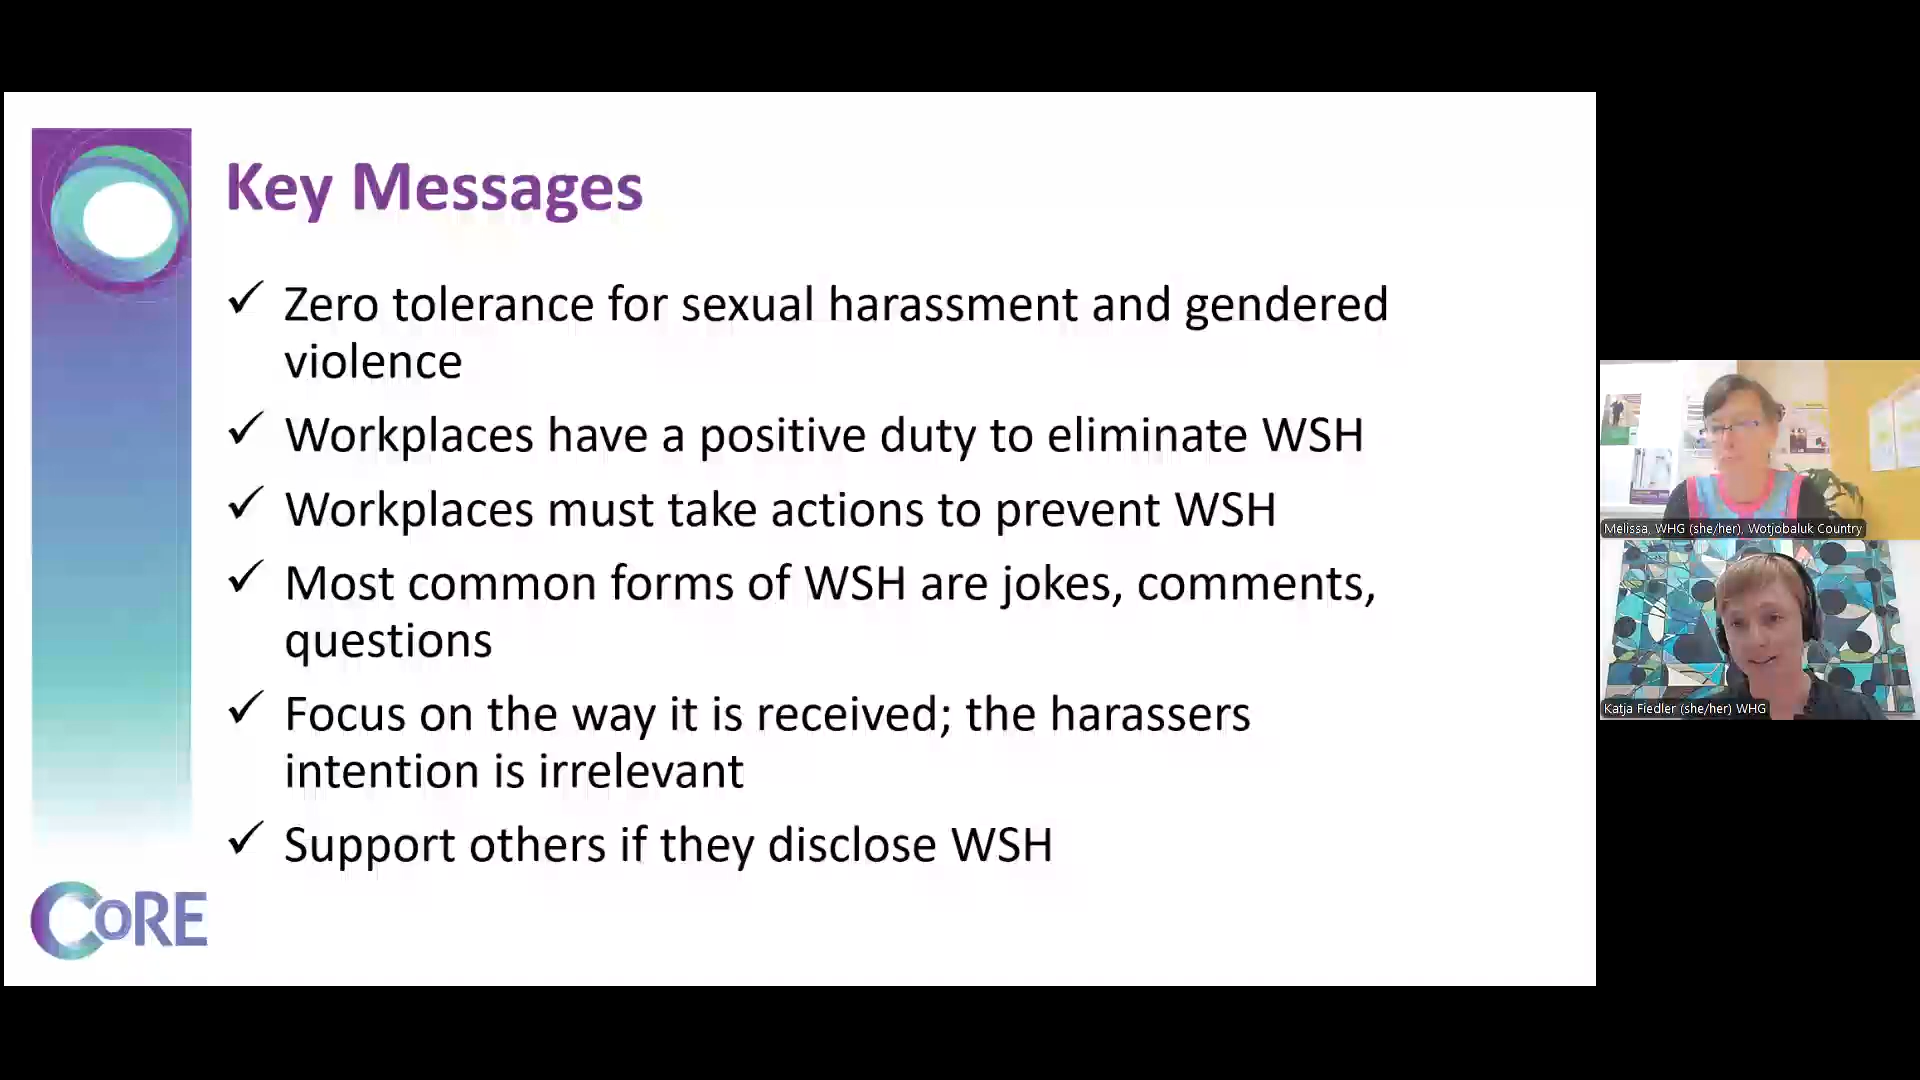 Key Messages
✓ Zero tolerance for sexual harassment and gendered
violence
✓ Workplaces have a positive duty to eliminate WSH
✓ Workplaces must take actions to prevent WSH
✓ Most common forms of WSH are jokes, comments,
questions
✓ Focus on the way it is received; the harassers
intention is irrelevant
✓ Support others if they disclose WSH
CoRE
Melissa, WHG (she/her), Wotjobaluk Country
Katja Fiedler (she/her) WHG